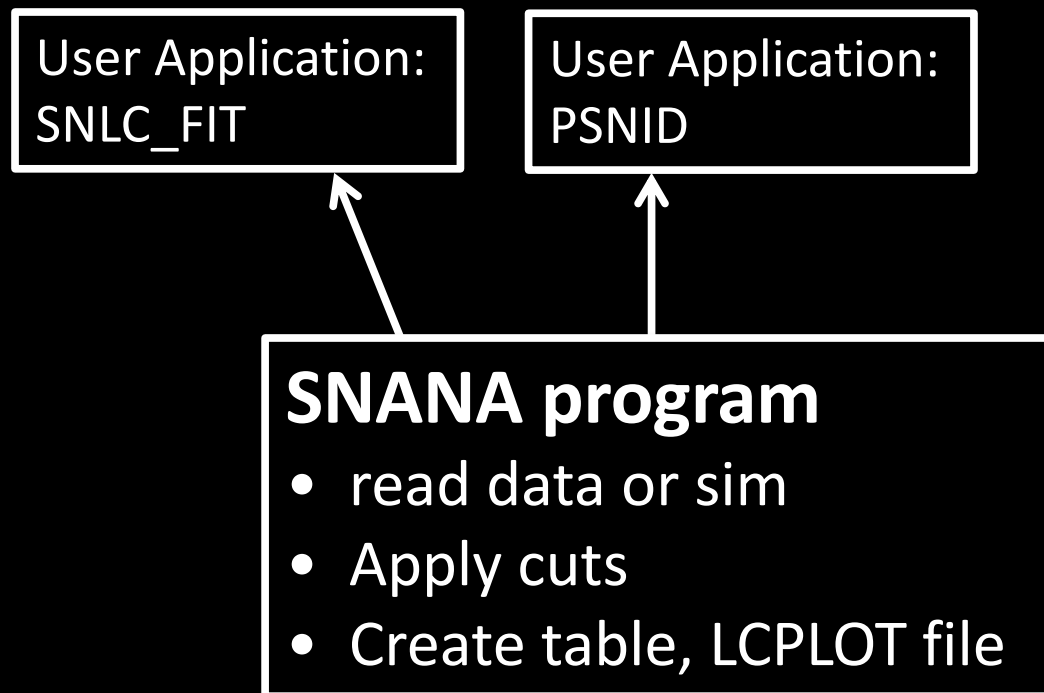 User Application:
SNLC_FIT
User Application:
PSNID
SNANA program
• read data or sim
• Apply cuts
• Create table, LCPLOT file